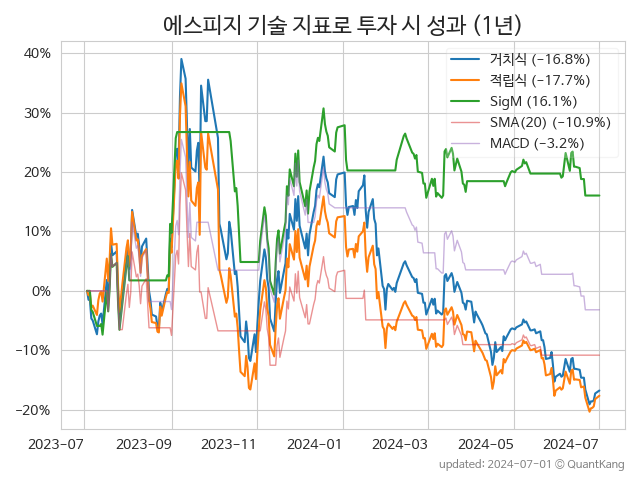 에스피지 기술 지표로 투자 시 성과 (1년)
40%
30%
20%
10%
0%
−10%
−20%
거치식 (−16.8%)
적립식 (−17.7%)
SigM (16.1%)
SMA(20) (−10.9%)
MACD (−3.2%)
2023-07
2023-09
2023-11
2024-01
2024-03
2024-05
2024-07
updated: 2024-07-01 © QuantKang